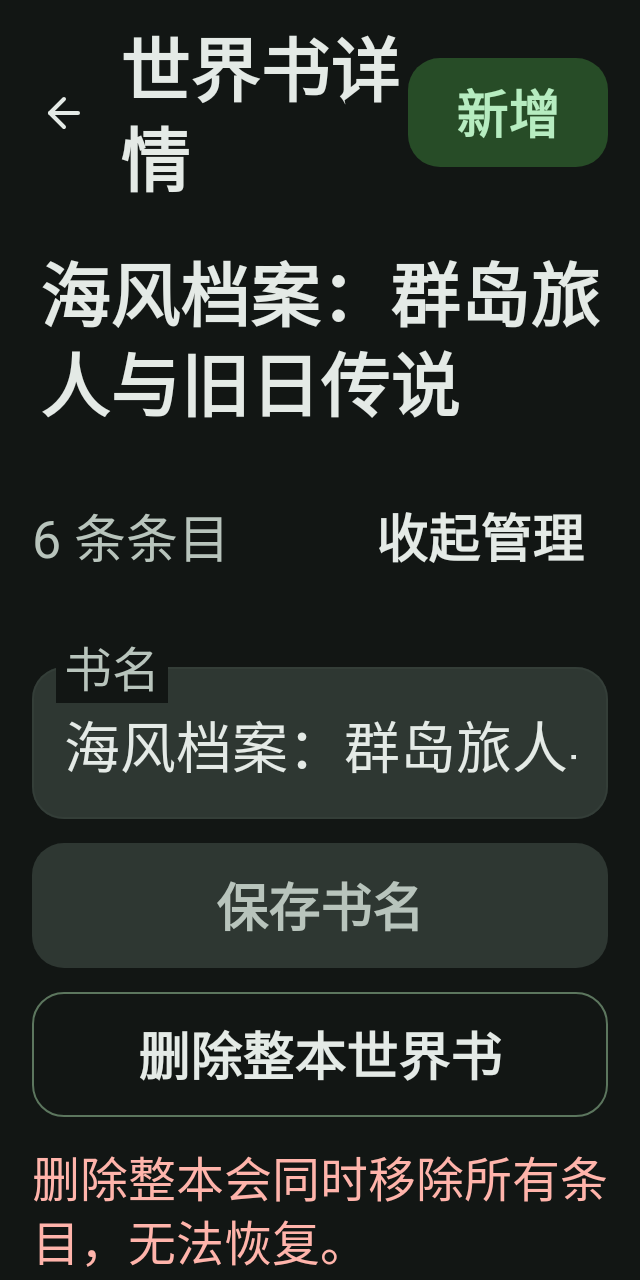 世界书详
情
新增
海风档案：群岛旅
人与旧日传说
6 条条目
收起管理
书名
海风档案：群岛旅人
保存书名
删除整本世界书
删除整本会同时移除所有条
目，无法恢复。